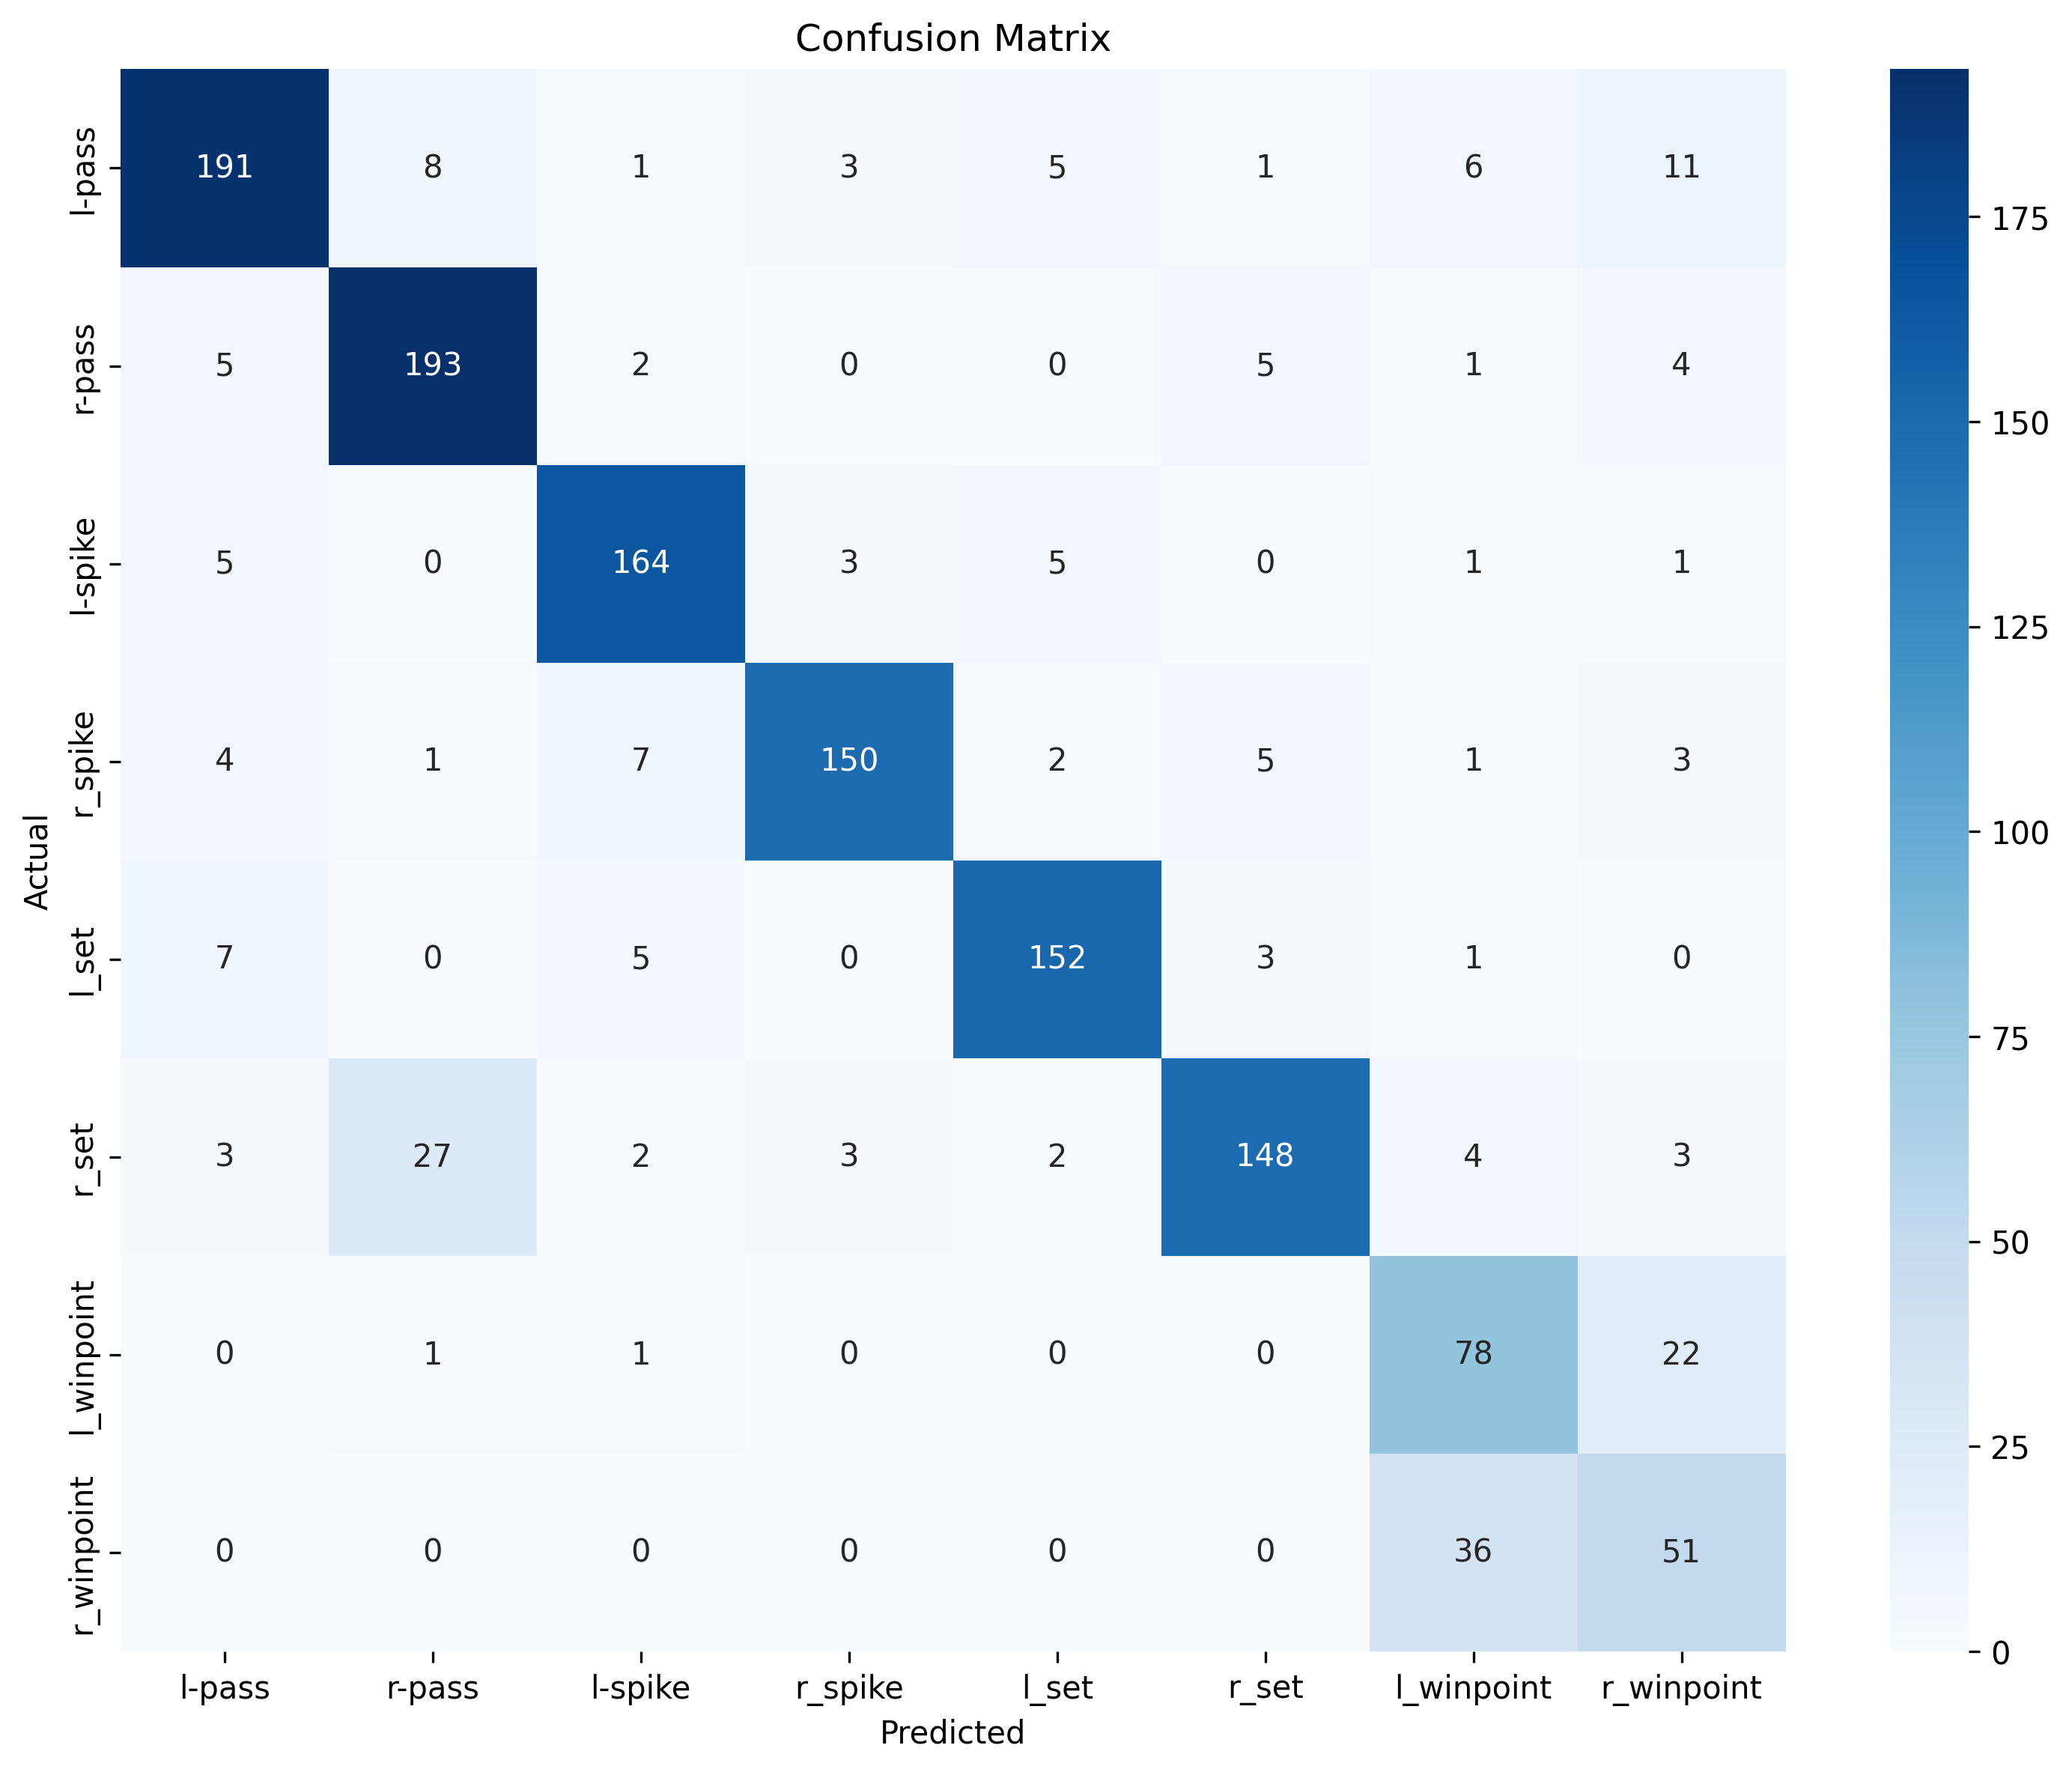 Confusion Matrix
Actual
l-pass 191 8 1 3 5 1 6 11
r-pass 5 193 2 0 0 5 1 4
l-spike 5 0 164 3 5 0 1 1
r_spike 4 1 7 150 2 5 1 3
l_set 7 0 5 0 152 3 1 0
r_set 3 27 2 3 2 148 4 3
l_winpoint 0 1 1 0 0 0 78 22
r_winpoint 0 0 0 0 0 0 36 51
l-pass r-pass l-spike r_spike l_set r_set l_winpoint r_winpoint
Predicted
175
150
125
100
75
50
25
0